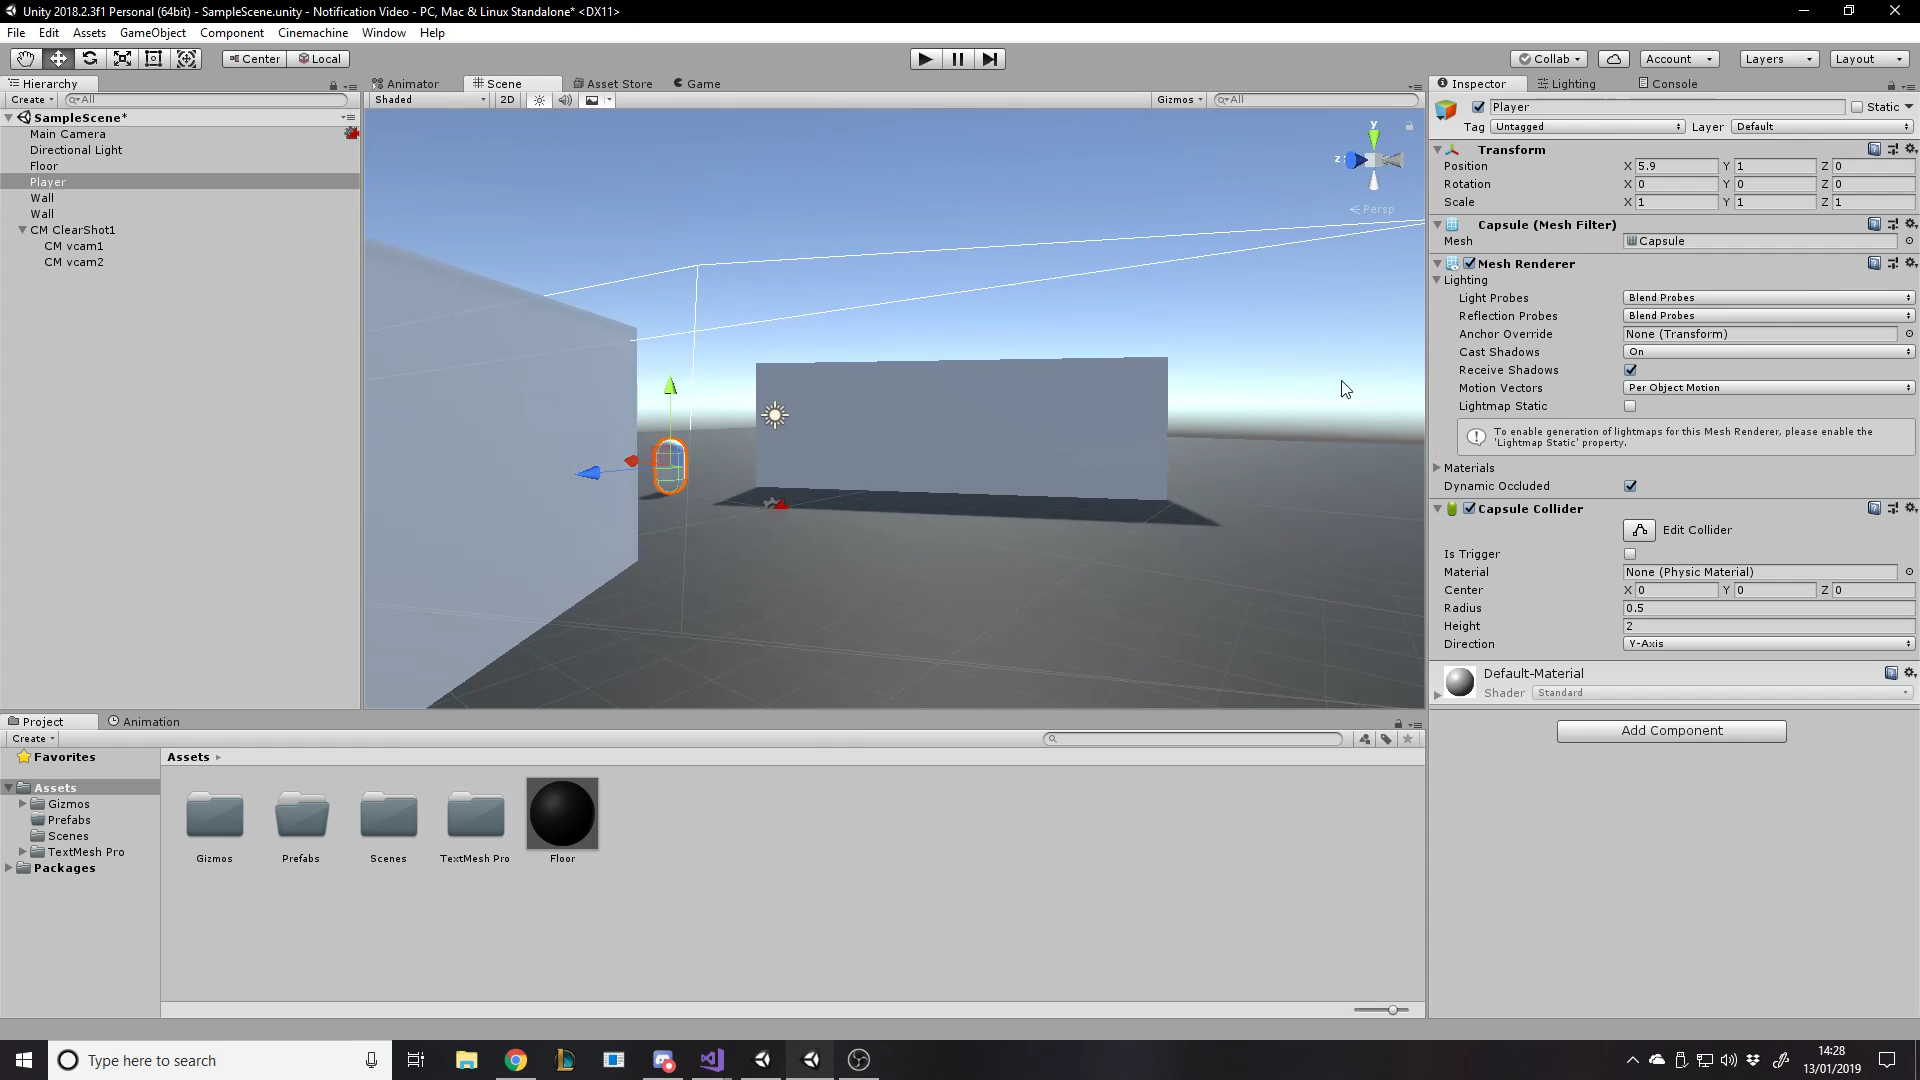 Unity 2018.2.3f1 Personal (64bit) - SampleScene.unity - Notification Video - PC, Mac & Linux Standalone* <DX11>
File Edit Assets GameObject Component Cinemachine Window Help
Center Local Collab Account Layers Layout
Hierarchy
Create All
SampleScene*
Main Camera
Directional Light
Floor
Player
Wall
Wall
CM ClearShot1
CM vcam1
CM vcam2
Animator Scene Asset Store Game
Shaded 2D Gizmos All
y
z
Persp
Inspector Lighting Console
Player Static
Tag Untagged Layer Default
Transform
Position X 5.9 Y 1 Z 0
Rotation X 0 Y 0 Z 0
Scale X 1 Y 1 Z 1
Capsule (Mesh Filter)
Mesh Capsule
Mesh Renderer
Lighting
Light Probes Blend Probes
Reflection Probes Blend Probes
Anchor Override None (Transform)
Cast Shadows On
Receive Shadows
Motion Vectors Per Object Motion
Lightmap Static
To enable generation of lightmaps for this Mesh Renderer, please enable the
'Lightmap Static' property.
Materials
Dynamic Occluded
Capsule Collider
Edit Collider
Is Trigger
Material None (Physic Material)
Center X 0 Y 0 Z 0
Radius 0.5
Height 2
Direction Y-Axis
Default-Material
Shader Standard
Add Component
Project Animation
Create
Favorites
Assets
Gizmos
Prefabs
Scenes
TextMesh Pro
Packages
Assets
Gizmos Prefabs Scenes TextMesh Pro Floor
Type here to search
14:28
13/01/2019